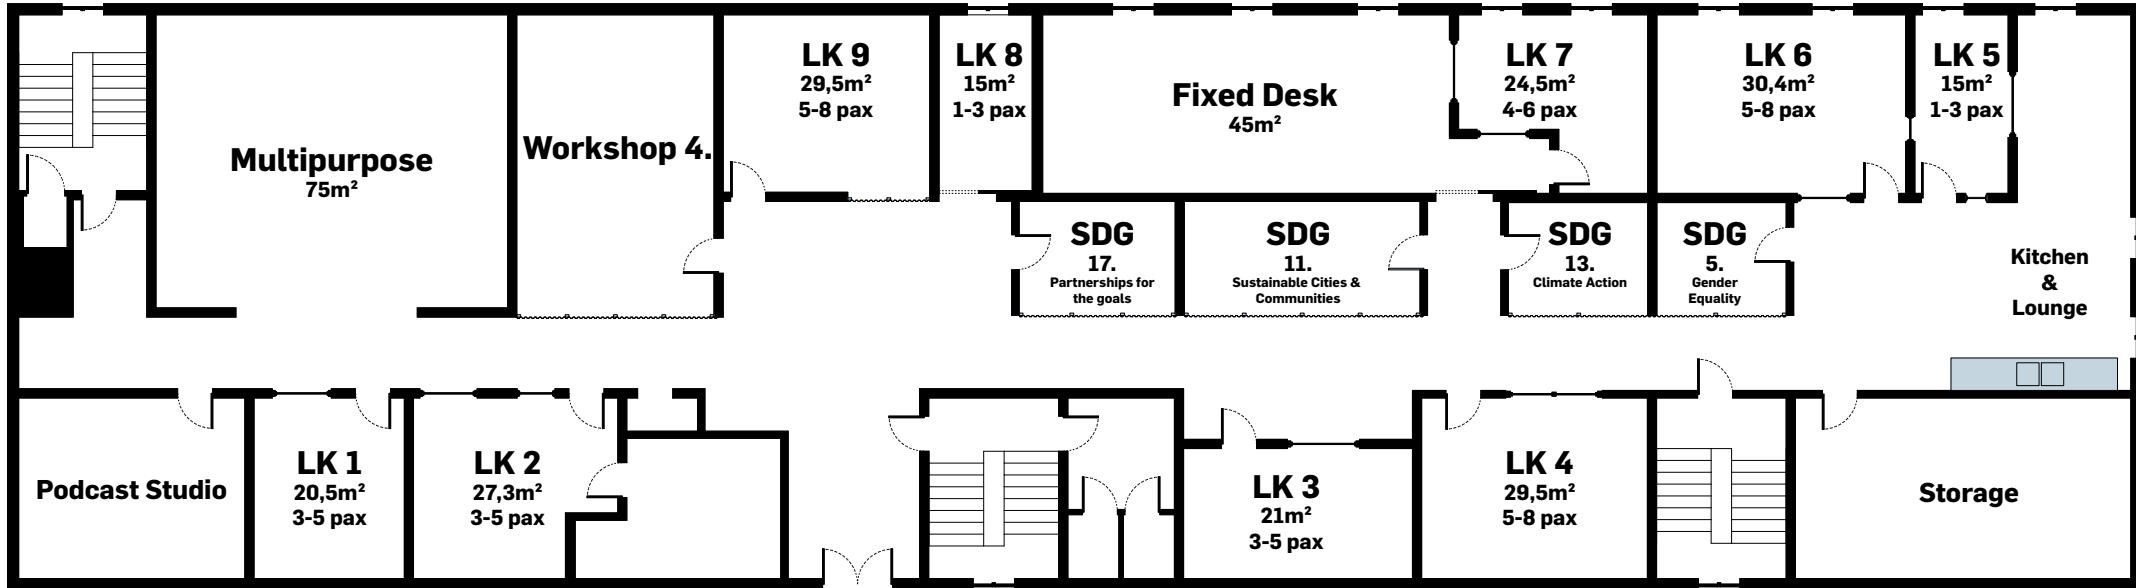 Multipurpose
75m²
Workshop 4.
LK 9
29,5m²
5-8 pax
LK 8
15m²
1-3 pax
Fixed Desk
45m²
LK 7
24,5m²
4-6 pax
LK 6
30,4m²
5-8 pax
LK 5
15m²
1-3 pax
SDG
17.
Partnerships for
the goals
SDG
11.
Sustainable Cities &
Communities
SDG
13.
Climate Action
SDG
5.
Gender
Equality
Kitchen
&
Lounge
Podcast Studio
LK 1
20,5m²
3-5 pax
LK 2
27,3m²
3-5 pax
LK 3
21m²
3-5 pax
LK 4
29,5m²
5-8 pax
Storage